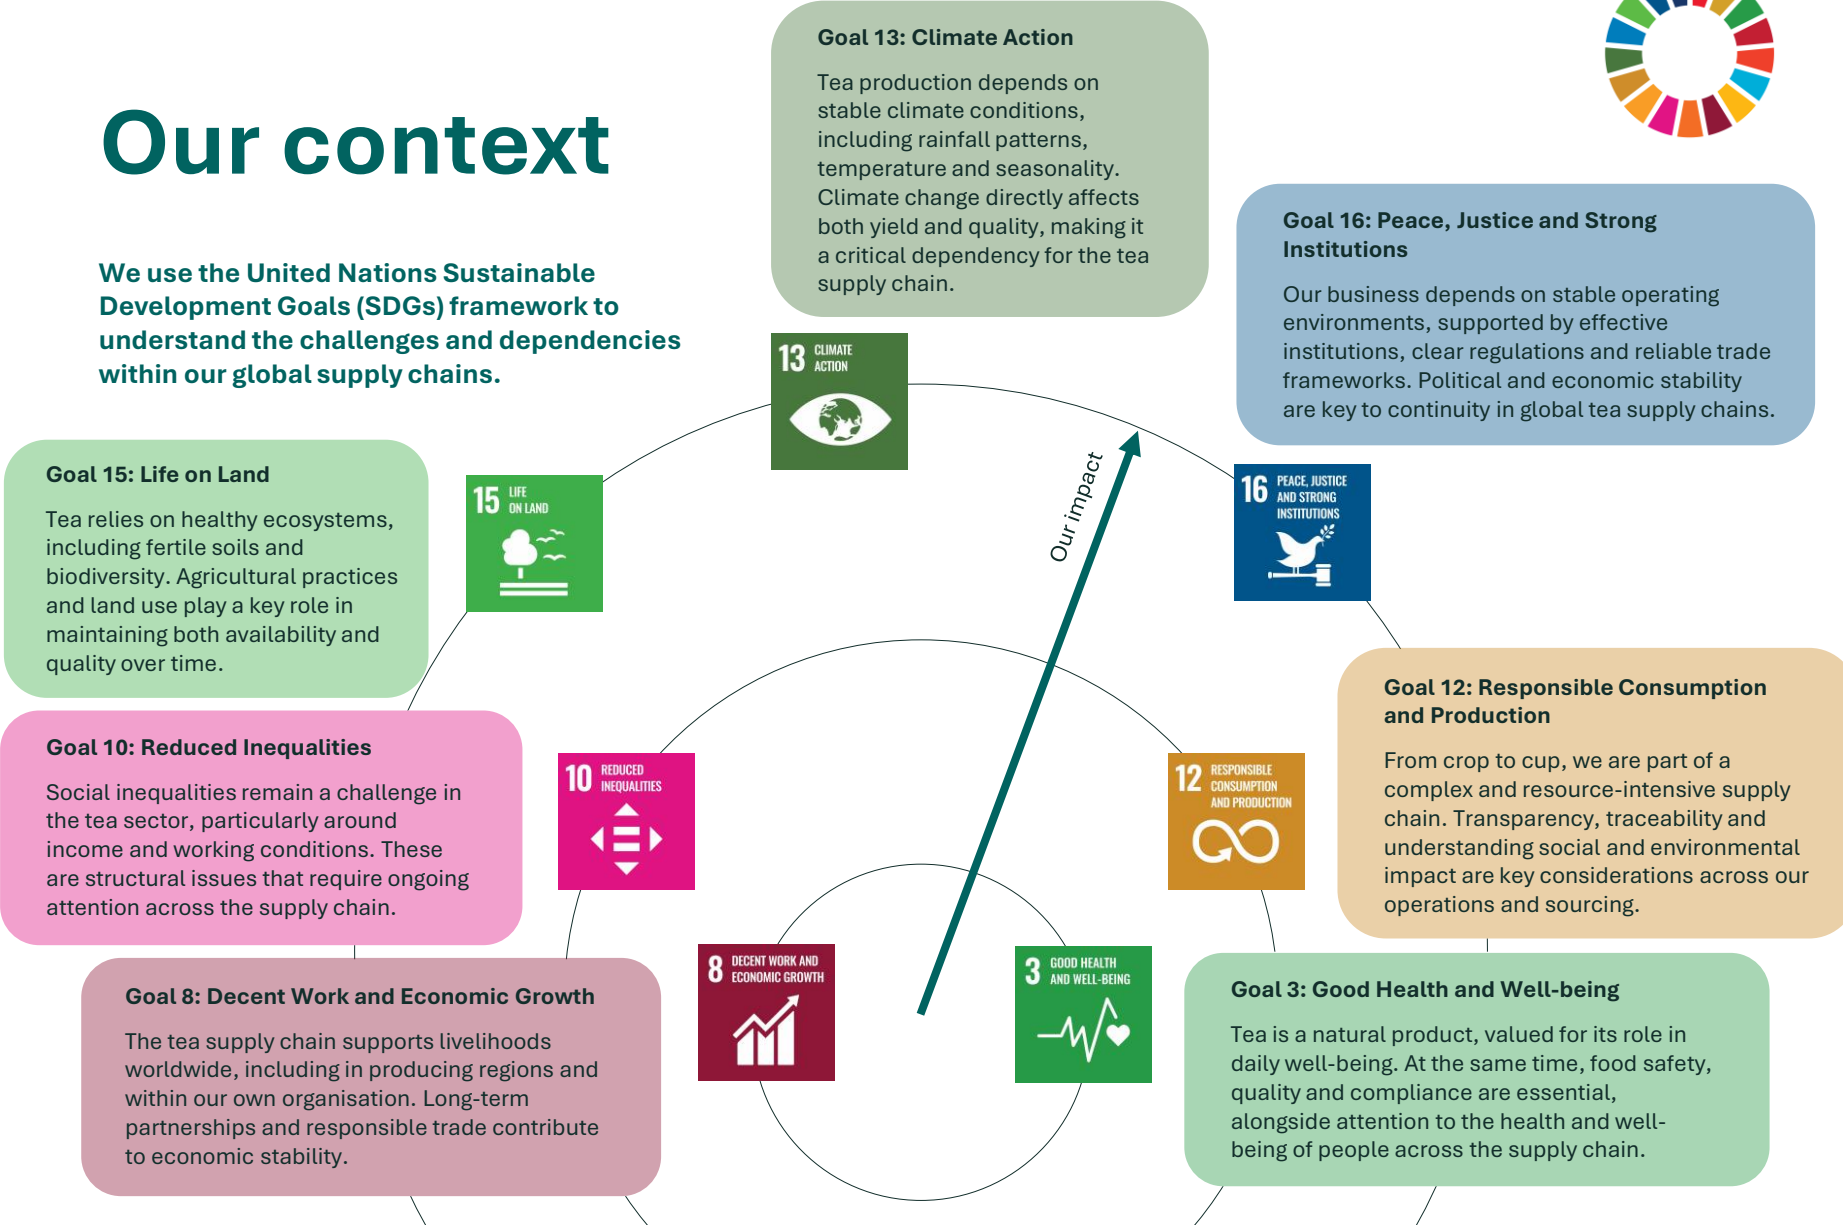 Our context
We use the United Nations Sustainable
Development Goals (SDGs) framework to
understand the challenges and dependencies
within our global supply chains.
Goal 13: Climate Action
Tea production depends on
stable climate conditions,
including rainfall patterns,
temperature and seasonality.
Climate change directly affects
both yield and quality, making it
a critical dependency for the tea
supply chain.
Goal 16: Peace, Justice and Strong
Institutions
Our business depends on stable operating
environments, supported by effective
institutions, clear regulations and reliable trade
frameworks. Political and economic stability
are key to continuity in global tea supply chains.
13 CLIMATE
ACTION
Our impact
Goal 15: Life on Land
Tea relies on healthy ecosystems,
including fertile soils and
biodiversity. Agricultural practices
and land use play a key role in
maintaining both availability and
quality over time.
15 LIFE
ON LAND
16 PEACE, JUSTICE
AND STRONG
INSTITUTIONS
Goal 10: Reduced Inequalities
Social inequalities remain a challenge in
the tea sector, particularly around
income and working conditions. These
are structural issues that require ongoing
attention across the supply chain.
10 REDUCED
INEQUALITIES
12 RESPONSIBLE
CONSUMPTION
AND PRODUCTION
Goal 12: Responsible Consumption
and Production
From crop to cup, we are part of a
complex and resource-intensive supply
chain. Transparency, traceability and
understanding social and environmental
impact are key considerations across our
operations and sourcing.
Goal 8: Decent Work and Economic Growth
The tea supply chain supports livelihoods
worldwide, including in producing regions and
within our own organisation. Long-term
partnerships and responsible trade contribute
to economic stability.
8 DECENT WORK AND
ECONOMIC GROWTH
3 GOOD HEALTH
AND WELL-BEING
Goal 3: Good Health and Well-being
Tea is a natural product, valued for its role in
daily well-being. At the same time, food safety,
quality and compliance are essential,
alongside attention to the health and well-
being of people across the supply chain.